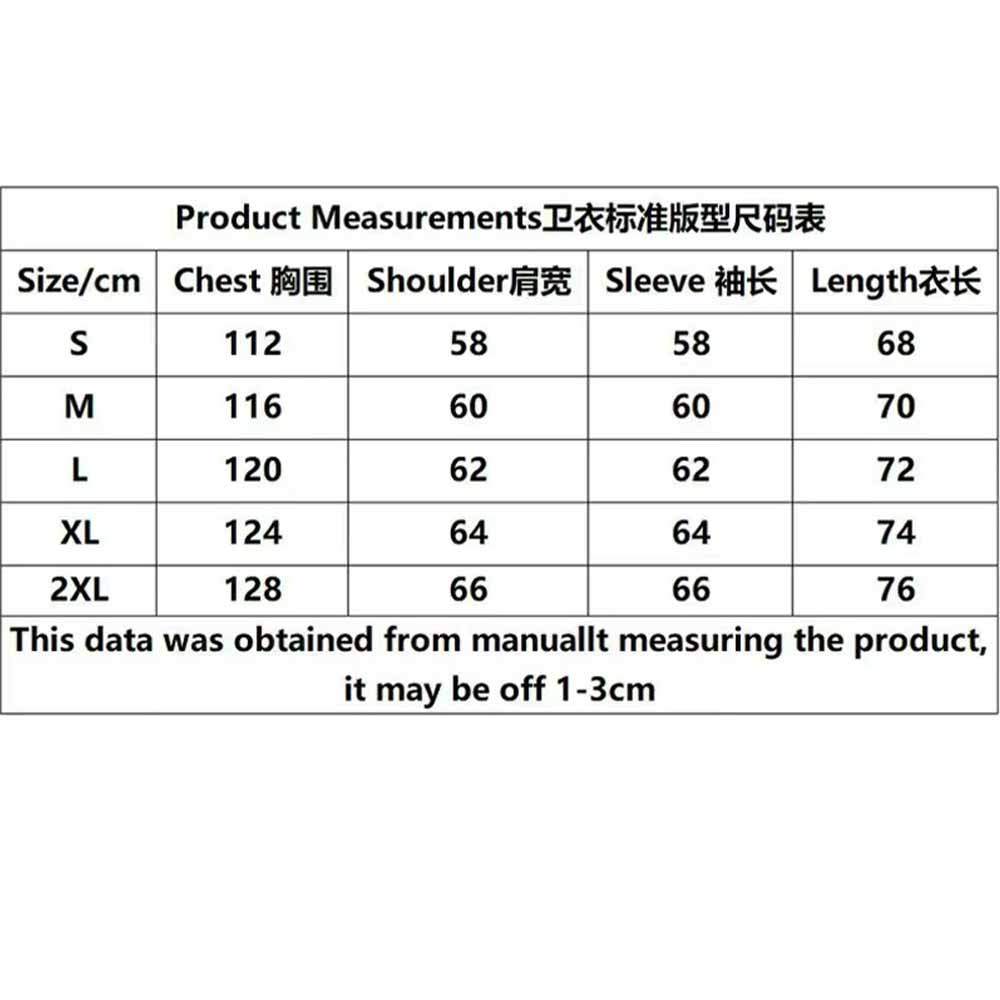 Product Measurements卫衣标准版型尺码表
Size/cm Chest 胸围 Shoulder肩宽 Sleeve 袖长 Length衣长
S 112 58 58 68
M 116 60 60 70
L 120 62 62 72
XL 124 64 64 74
2XL 128 66 66 76
This data was obtained from manuallt measuring the product,
it may be off 1-3cm